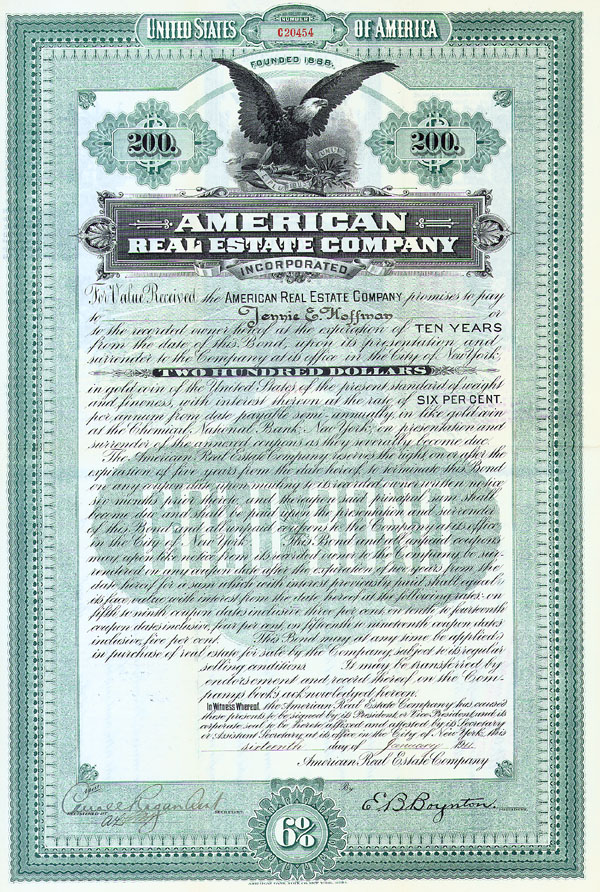 NUMBER
UNITED STATES C20454 OF AMERICA
FOUNDED 1888.
200. 200.
AMERICAN
REAL ESTATE COMPANY
INCORPORATED
For Value Received, the AMERICAN REAL ESTATE COMPANY promises to pay
to Jennie E. Hoffman or
to the recorded owner hereof at the expiration of TEN YEARS
from the date of this Bond, upon its presentation and
surrender to the Company at its office in the City of New York,
TWO HUNDRED DOLLARS
in gold coin of the United States, of the present standard of weight
and fineness, with interest thereon at the rate of SIX PER CENT.
per annum from date payable semi-annually, in like gold coin
at the Chemical National Bank, New York, on presentation and
surrender of the annexed coupons as they severally become due.
The American Real Estate Company reserves the right on or after the
expiration of five years from the date hereof, to terminate this Bond
at any coupon date, upon mailing to its recorded owner written notice
six months prior to date, and thereupon said principal sum shall
become due and shall be paid upon the presentation and surrender
of this Bond and all unpaid coupons to the Company at its office,
in the City of New York. This Bond and all unpaid coupons
may upon like notice by its recorded owner to the Company, be sur-
rendered on any coupon date after the expiration of two years from the
date hereof, for a sum which with interest previously paid shall equal
its face value with interest from the date hereof at the following rates: on
fifth to ninth coupon dates inclusive three per cent, on tenth to fourteenth
coupon dates inclusive, four per cent, on fifteenth to nineteenth coupon dates
inclusive, five per cent. This Bond may at any time be applied
in purchase of real estate for sale by the Company, subject to its regular
selling conditions. It may be transferred by
endorsement and record thereof on the Com-
pany's books acknowledged hereon.
In Witness Whereof, the American Real Estate Company has caused
these presents to be signed by its President or Vice President and its
corporate seal to be hereto affixed and attested by its Secretary
or Assistant Secretary, at its office in the City of New York, this
sixteenth day of January 1911
American Real Estate Company
GOLD BOND
By
E. B. Boynton.
SECRETARY.
6%